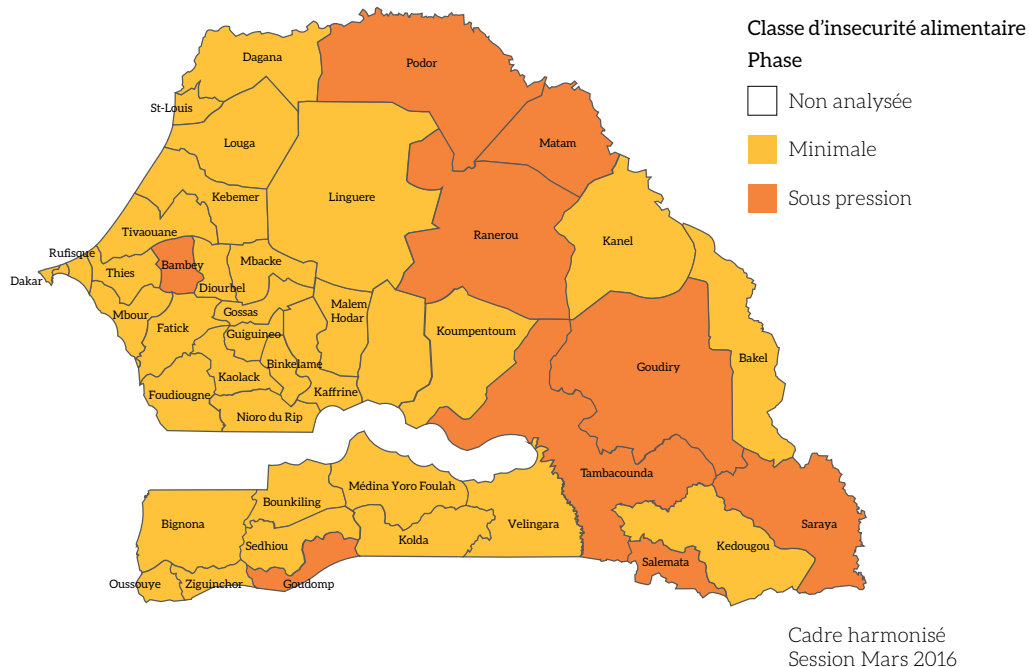 Classe d'insecurité alimentaire
Phase
Non analysée
Minimale
Sous pression
Dagana
Podor
St-Louis
Louga
Matam
Kebemer
Linguere
Tivaouane
Ranerou
Kanel
Rufisque
Dakar
Thies
Bambey
Mbacke
Diourbel
Mbour
Fatick
Gossas
Malem
Hodar
Guiguineo
Koumpentoum
Bakel
Binkelame
Goudiry
Kaolack
Foudiougne
Kaffrine
Nioro du Rip
Tambacounda
Médina Yoro Foulah
Bounkiling
Bignona
Velingara
Saraya
Sedhiou
Kolda
Kedougou
Salemata
Oussouye
Ziguinchor
Goudomp
Cadre harmonisé
Session Mars 2016